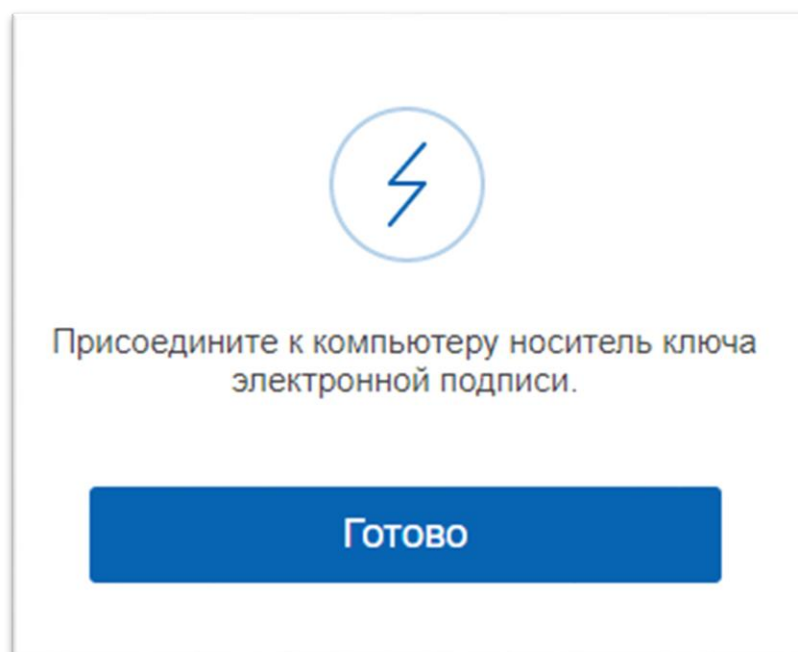 Присоедините к компьютеру носитель ключа
электронной подписи.
Готово